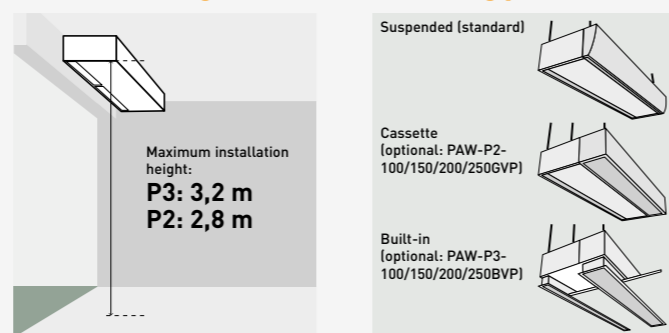 Maximum installation
height:
P3: 3,2 m
P2: 2,8 m
Suspended (standard)
Cassette
(optional: PAW-P2-
100/150/200/250GVP)
Built-in
(optional: PAW-P3-
100/150/200/250BVP)